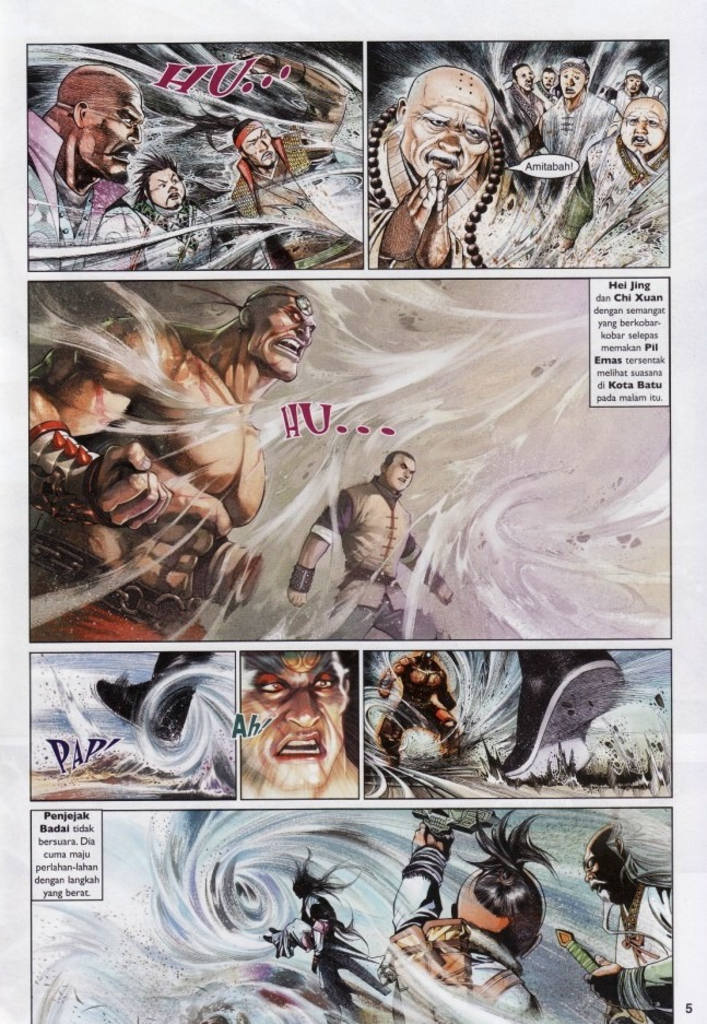 HU...
Amitabah!
Hei Jing
dan Chi Xuan
dengan semangat
yang berkobar-
kobar selepas
memakan Pil
Emas tersentak
melihat suasana
di Kota Batu
pada malam itu.
HU...
PAP!
Ah!
Penjejak
Badai tidak
bersuara. Dia
cuma maju
perlahan-lahan
dengan langkah
yang berat.
5